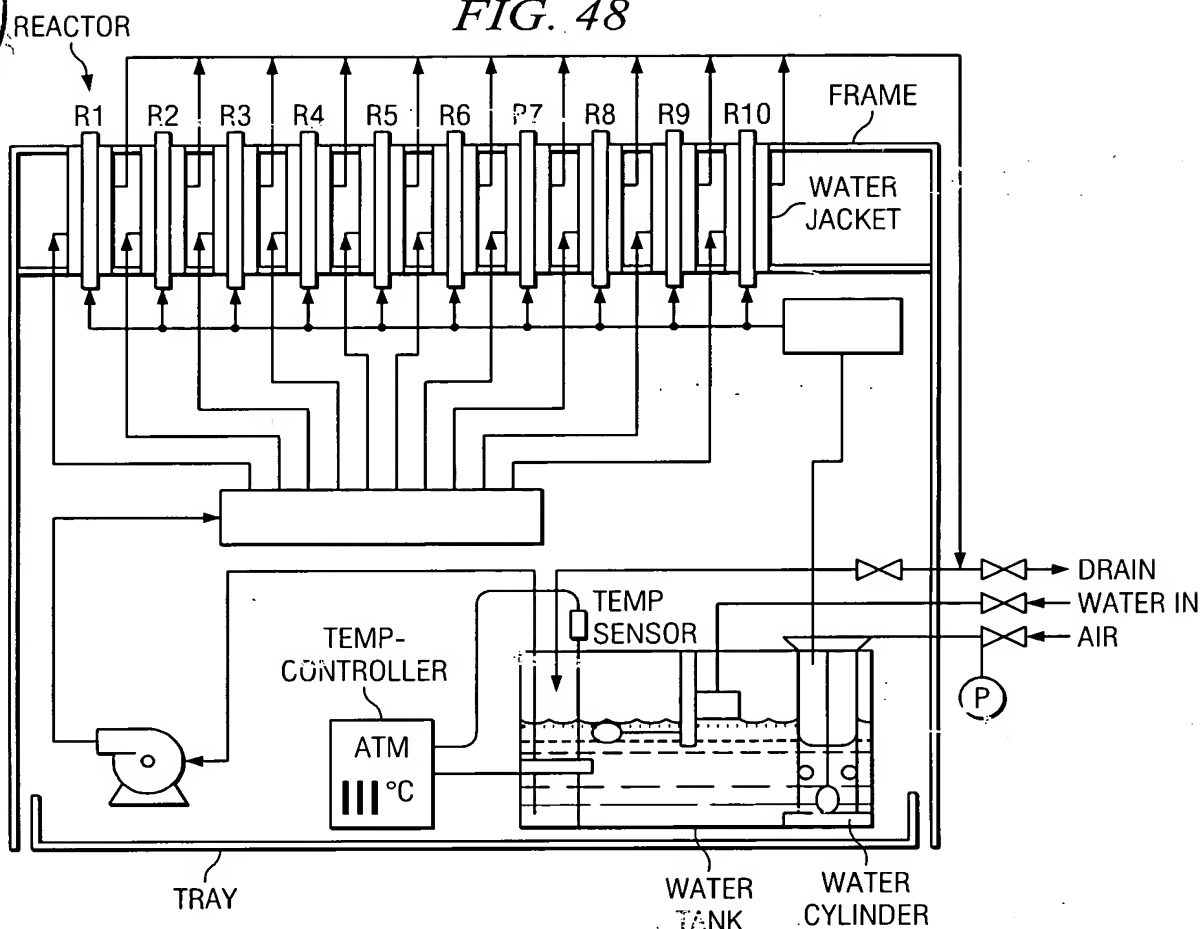 FIG. 48
REACTOR
R1 R2 R3 R4 R5 R6 R7 R8 R9 R10
FRAME
WATER
JACKET
DRAIN
WATER IN
AIR
P
TEMP
SENSOR
TEMP-
CONTROLLER
ATM
°C
TRAY
WATER
TANK
WATER
CYLINDER